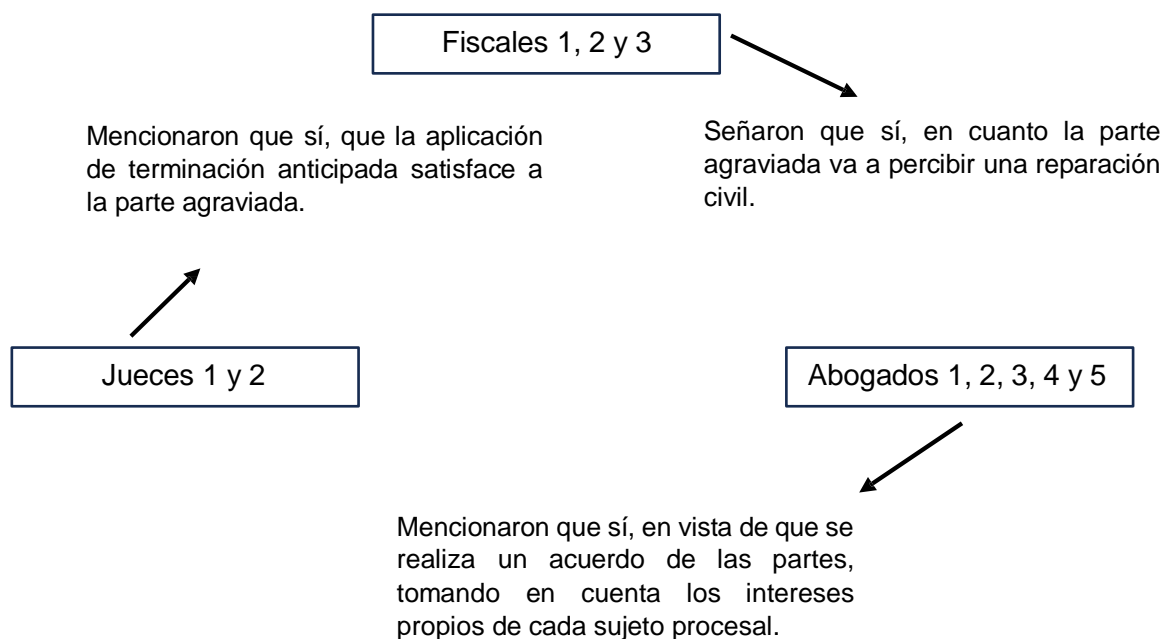 Fiscales 1, 2 y 3
Mencionaron que sí, que la aplicación
de terminación anticipada satisface a
la parte agraviada.
Señaron que sí, en cuanto la parte
agraviada va a percibir una reparación
civil.
Jueces 1 y 2
Abogados 1, 2, 3, 4 y 5
Mencionaron que sí, en vista de que se
realiza un acuerdo de las partes,
tomando en cuenta los intereses
propios de cada sujeto procesal.